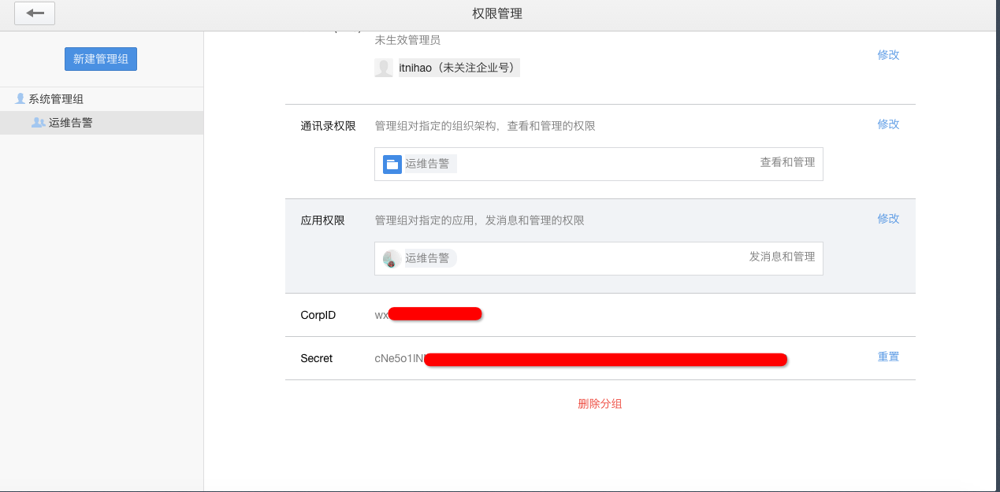 权限管理
新建管理组
系统管理组
运维告警
未生效管理员
修改
itnihao（未关注企业号）
通讯录权限
管理组对指定的组织架构，查看和管理的权限
修改
运维告警
查看和管理
应用权限
管理组对指定的应用，发消息和管理的权限
修改
运维告警
发消息和管理
CorpID
wx
Secret
cNe5o1IN
重置
删除分组